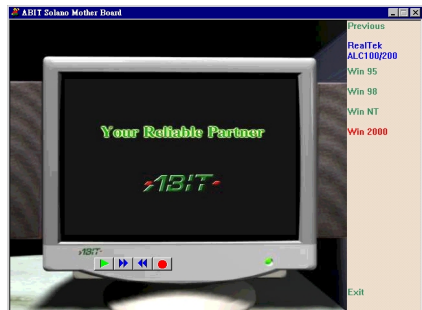 ABIT Solano Mother Board
Previous
RealTek
ALC100/200
Win 95
Win 98
Win NT
Win 2000
Exit
Your Reliable Partner
ABIT
ABIT